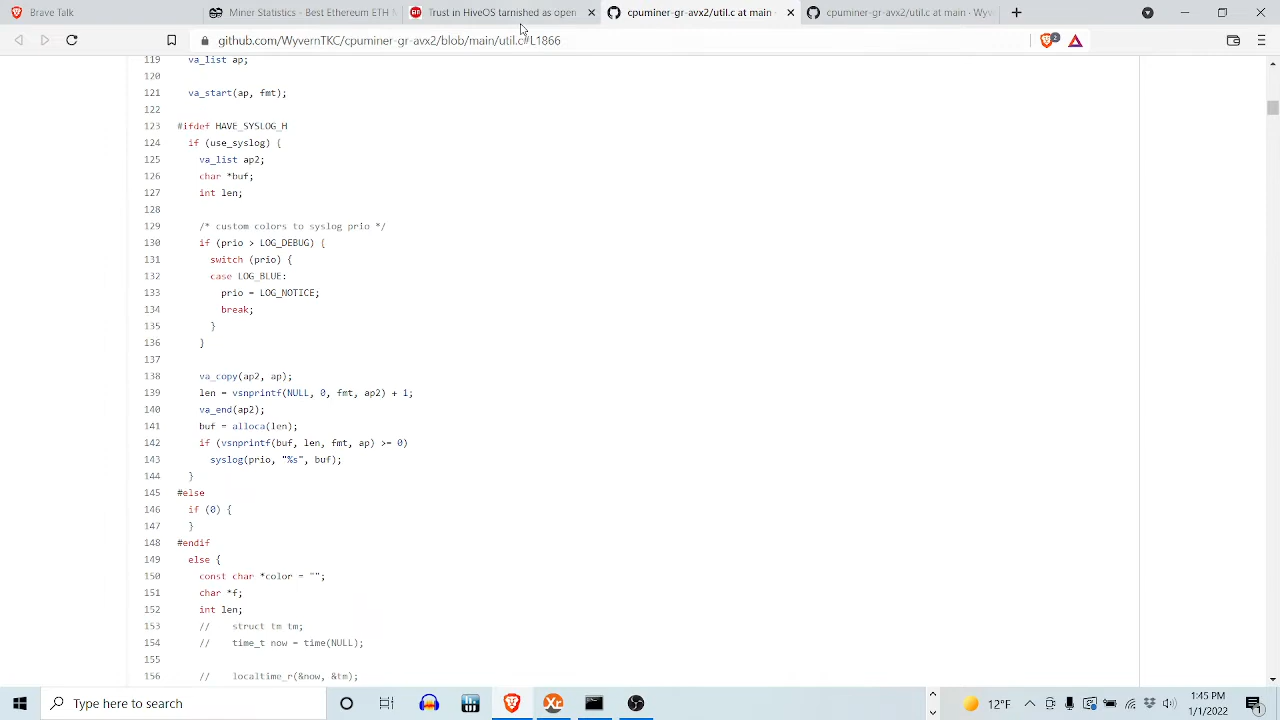 Brave Talk
Miner Statistics - Best Ethereum ETH M
Trust in HiveOS tarnished as open
cpuminer-gr-avx2/util.c at main ·
cpuminer-gr-avx2/util.c at main · Wyv
github.com/WyvernTKC/cpuminer-gr-avx2/blob/main/util.c#L1866
2
119 va_list ap;
120
121 va_start(ap, fmt);
122
123 #ifdef HAVE_SYSLOG_H
124 if (use_syslog) {
125 va_list ap2;
126 char *buf;
127 int len;
128
129 /* custom colors to syslog prio */
130 if (prio > LOG_DEBUG) {
131 switch (prio) {
132 case LOG_BLUE:
133 prio = LOG_NOTICE;
134 break;
135 }
136 }
137
138 va_copy(ap2, ap);
139 len = vsnprintf(NULL, 0, fmt, ap2) + 1;
140 va_end(ap2);
141 buf = alloca(len);
142 if (vsnprintf(buf, len, fmt, ap) >= 0)
143 syslog(prio, "%s", buf);
144 }
145 #else
146 if (0) {
147 }
148 #endif
149 else {
150 const char *color = "";
151 char *f;
152 int len;
153 // struct tm tm;
154 // time_t now = time(NULL);
155
156 // localtime_r(&now, &tm);
Type here to search
Xr
12°F
1:47 PM
1/1/2022
1